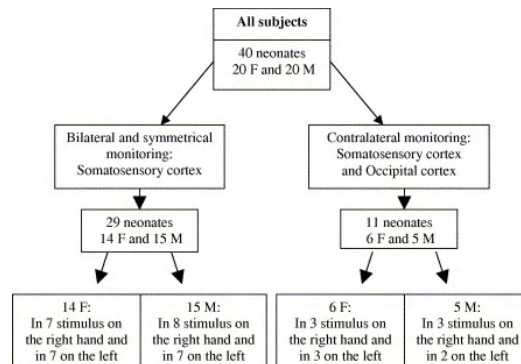 All subjects
40 neonates
20 F and 20 M
Bilateral and symmetrical
monitoring:
Somatosensory cortex
Contralateral monitoring:
Somatosensory cortex
and Occipital cortex
29 neonates
14 F and 15 M
11 neonates
6 F and 5 M
14 F:
In 7 stimulus on
the right hand and
in 7 on the left
15 M:
In 8 stimulus on
the right hand and
in 7 on the left
6 F:
In 3 stimulus on
the right hand and
in 3 on the left
5 M:
In 3 stimulus on
the right hand and
in 2 on the left